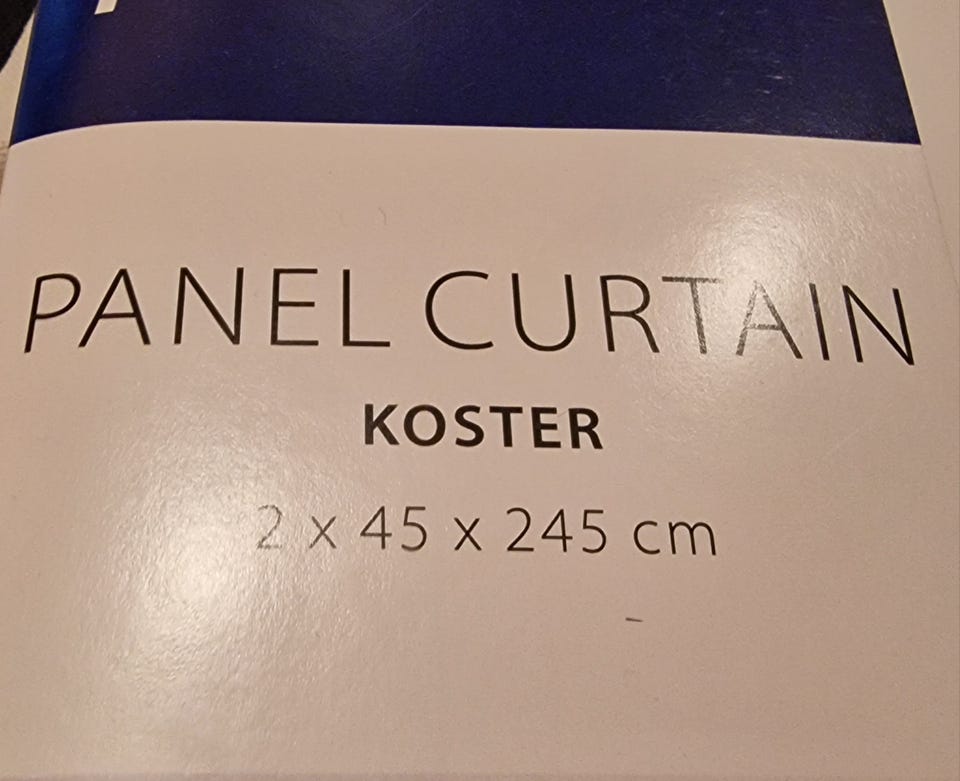 PANEL CURTAIN
KOSTER
2 x 45 x 245 cm